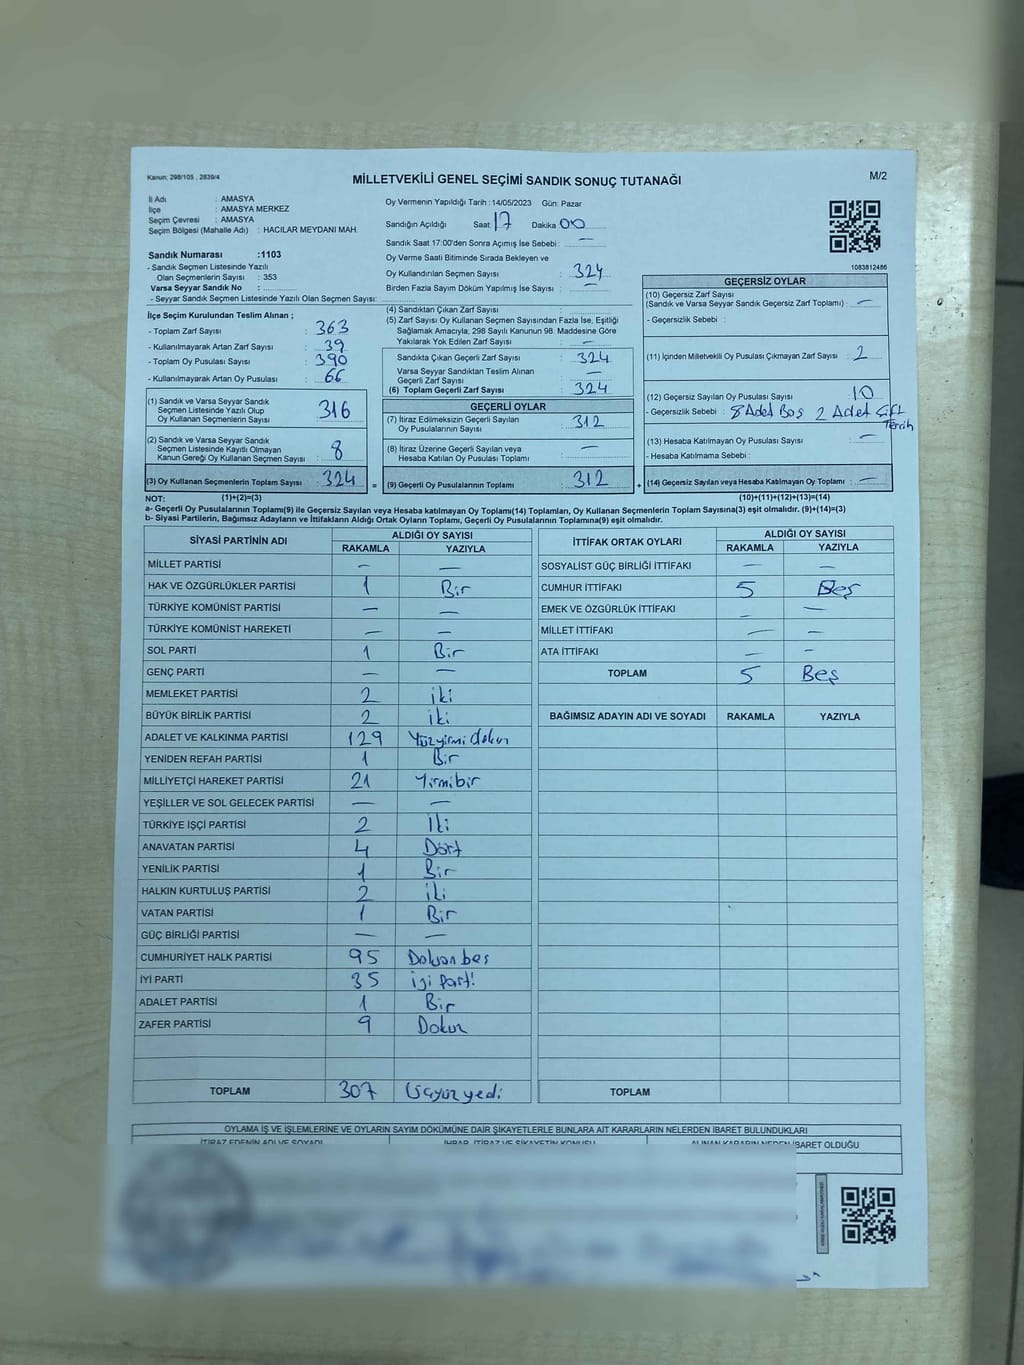 Kanun: 298/105 , 2839/4
MİLLETVEKİLİ GENEL SEÇİMİ SANDIK SONUÇ TUTANAĞI
M/2
İl Adı : AMASYA
İlçe : AMASYA MERKEZ
Seçim Çevresi : AMASYA
Seçim Bölgesi (Mahalle Adı) : HACILAR MEYDANI MAH.
Sandık Numarası :1103
- Sandık Seçmen Listesinde Yazılı
Olan Seçmenlerin Sayısı : 353
Varsa Seyyar Sandık No :
- Seyyar Sandık Seçmen Listesinde Yazılı Olan Seçmen Sayısı:
Oy Vermenin Yapıldığı Tarih :14/05/2023 Gün: Pazar
Sandığın Açıldığı Saat: 17 Dakika 00
Sandık Saat 17:00'den Sonra Açımış İse Sebebi : —
Oy Verme Saati Bitiminde Sırada Bekleyen ve
Oy Kullandırılan Seçmen Sayısı 324
Birden Fazla Sayım Döküm Yapılmış İse Sayısı : —
1083812486
İlçe Seçim Kurulundan Teslim Alınan ;
- Toplam Zarf Sayısı : 363
- Kullanılmayarak Artan Zarf Sayısı : 39
- Toplam Oy Pusulası Sayısı : 390
- Kullanılmayarak Artan Oy Pusulası : 66
(1) Sandık ve Varsa Seyyar Sandık
Seçmen Listesinde Yazılı Olup
Oy Kullanan Seçmenlerin Sayısı 316
(2) Sandık ve Varsa Seyyar Sandık
Seçmen Listesinde Kayıtlı Olmayan
Kanun Gereği Oy Kullanan Seçmen Sayısı : 8
(3) Oy Kullanan Seçmenlerin Toplam Sayısı : 324 =
(4) Sandıktan Çıkan Zarf Sayısı :
(5) Zarf Sayısı Oy Kullanan Seçmen Sayısından Fazla İse, Eşitliği
Sağlamak Amacıyla; 298 Sayılı Kanunun 98. Maddesine Göre
Yakılarak Yok Edilen Zarf Sayısı : —
Sandıkta Çıkan Geçerli Zarf Sayısı : 324
Varsa Seyyar Sandıktan Teslim Alınan
Geçerli Zarf Sayısı : —
(6) Toplam Geçerli Zarf Sayısı : 324
GEÇERLİ OYLAR
(7) İtiraz Edilmeksizin Geçerli Sayılan
Oy Pusulalarının Sayısı : 312
(8) İtiraz Üzerine Geçerli Sayılan veya
Hesaba Katılan Oy Pusulası Toplamı : —
(9) Geçerli Oy Pusulalarının Toplamı : 312 +
GEÇERSİZ OYLAR
(10) Geçersiz Zarf Sayısı
(Sandık ve Varsa Seyyar Sandık Geçersiz Zarf Toplamı) : —
- Geçersizlik Sebebi :
(11) İçinden Milletvekili Oy Pusulası Çıkmayan Zarf Sayısı : 2
(12) Geçersiz Sayılan Oy Pusulası Sayısı : 10
- Geçersizlik Sebebi : 8 Adet Boş 2 Adet Çift
Tercih
(13) Hesaba Katılmayan Oy Pusulası Sayısı : —
- Hesaba Katılmama Sebebi :
(14) Geçersiz Sayılan veya Hesaba Katılmayan Oy Toplamı : —
NOT: (1)+(2)=(3) (10)+(11)+(12)+(13)=(14)
a- Geçerli Oy Pusulalarının Toplamı(9) ile Geçersiz Sayılan veya Hesaba katılmayan Oy Toplamı(14) Toplamları, Oy Kullanan Seçmenlerin Toplam Sayısına(3) eşit olmalıdır. (9)+(14)=(3)
b- Siyasi Partilerin, Bağımsız Adayların ve İttifakların Aldığı Ortak Oyların Toplamı, Geçerli Oy Pusulalarının Toplamına(9) eşit olmalıdır.
SİYASİ PARTİNİN ADI ALDIĞI OY SAYISI
RAKAMLA YAZIYLA
MİLLET PARTİSİ — —
HAK VE ÖZGÜRLÜKLER PARTİSİ 1 Bir
TÜRKİYE KOMÜNİST PARTİSİ — —
TÜRKİYE KOMÜNİST HAREKETİ — —
SOL PARTİ 1 Bir
GENÇ PARTİ — —
MEMLEKET PARTİSİ 2 iki
BÜYÜK BİRLİK PARTİSİ 2 iki
ADALET VE KALKINMA PARTİSİ 129 Yüzyirmi dokuz
YENİDEN REFAH PARTİSİ 1 Bir
MİLLİYETÇİ HAREKET PARTİSİ 21 Yirmibir
YEŞİLLER VE SOL GELECEK PARTİSİ — —
TÜRKİYE İŞÇİ PARTİSİ 2 İki
ANAVATAN PARTİSİ 4 Dört
YENİLİK PARTİSİ 1 Bir
HALKIN KURTULUŞ PARTİSİ 2 iki
VATAN PARTİSİ 1 Bir
GÜÇ BİRLİĞİ PARTİSİ — —
CUMHURİYET HALK PARTİSİ 95 Doksan beş
İYİ PARTİ 35 iyi Parti
ADALET PARTİSİ 1 Bir
ZAFER PARTİSİ 9 Dokuz
TOPLAM 307 Üçyüz yedi
İTTİFAK ORTAK OYLARI ALDIĞI OY SAYISI
RAKAMLA YAZIYLA
SOSYALİST GÜÇ BİRLİĞİ İTTİFAKI — —
CUMHUR İTTİFAKI 5 Beş
EMEK VE ÖZGÜRLÜK İTTİFAKI — —
MİLLET İTTİFAKI — —
ATA İTTİFAKI — —
TOPLAM 5 Beş
BAĞIMSIZ ADAYIN ADI VE SOYADI RAKAMLA YAZIYLA
TOPLAM
OYLAMA İŞ VE İŞLEMLERİNE VE OYLARIN SAYIM DÖKÜMÜNE DAİR ŞİKAYETLERLE BUNLARA AİT KARARLARIN NELERDEN İBARET BULUNDUKLARI
İTİRAZ EDENİN ADI VE SOYADI İHBAR, İTİRAZ VE ŞİKAYETİN KONUSU ALINAN KARARIN NEDEN İBARET OLDUĞU